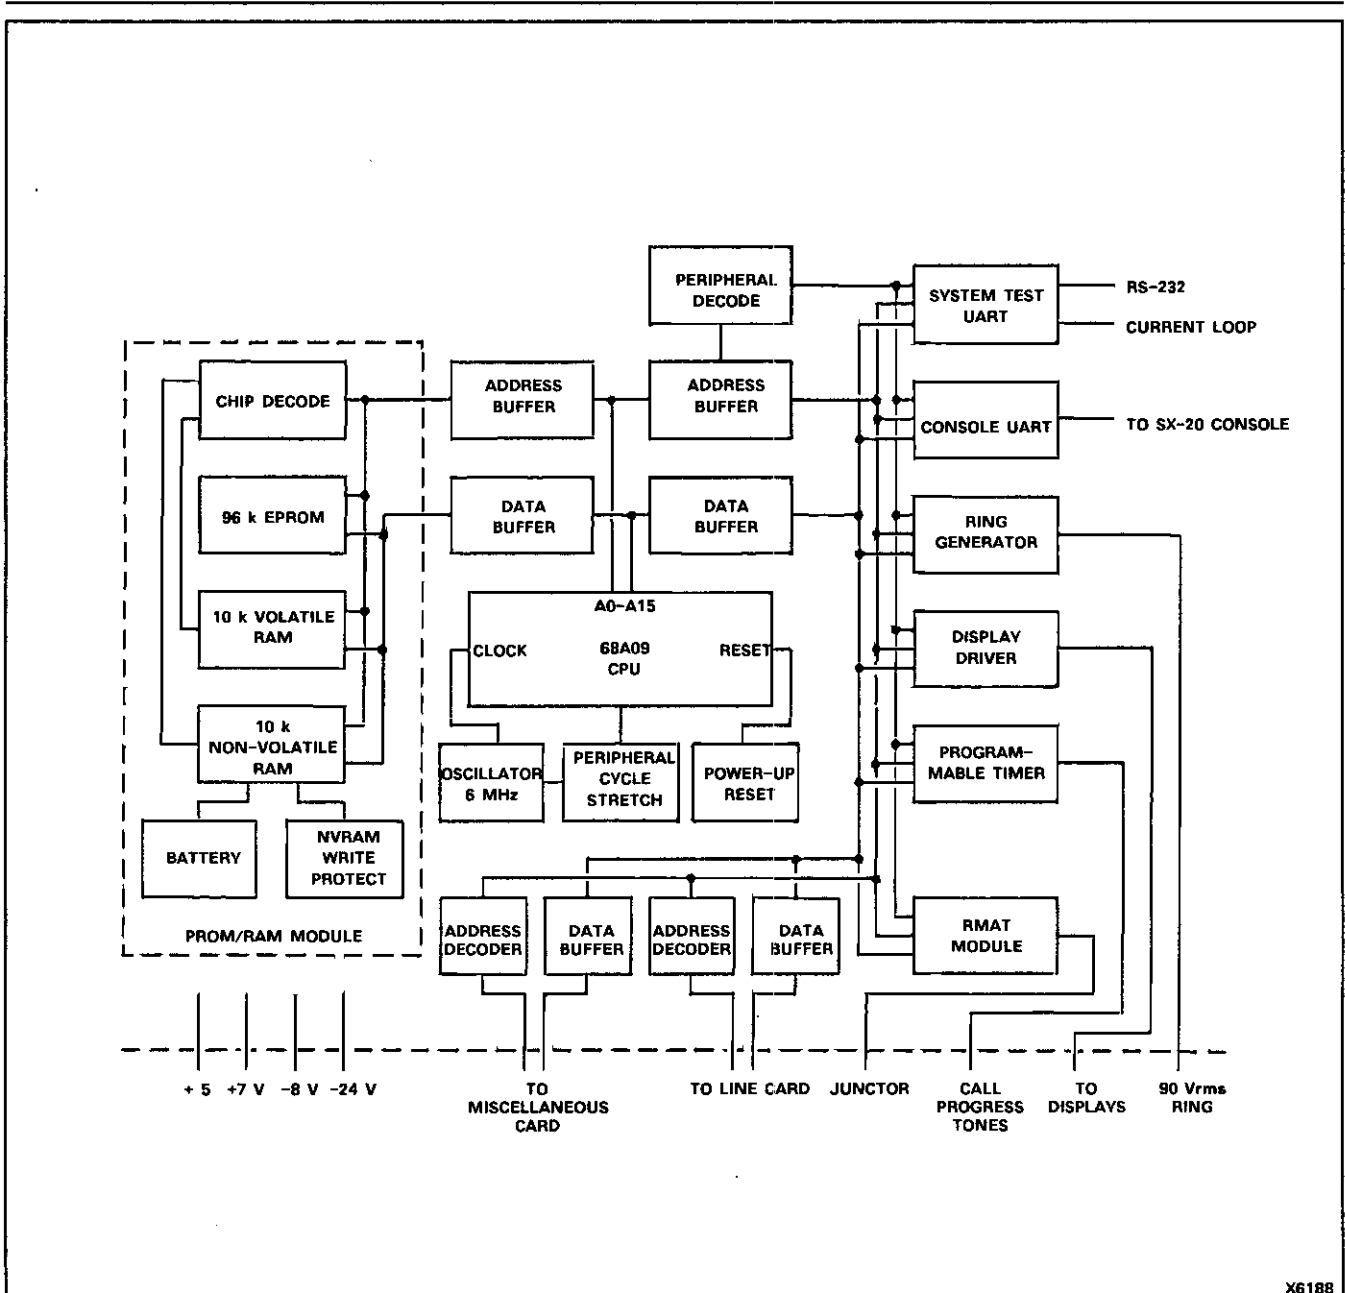 PERIPHERAL
DECODE
SYSTEM TEST
UART
RS-232
CURRENT LOOP
CHIP DECODE
ADDRESS
BUFFER
ADDRESS
BUFFER
CONSOLE UART
TO SX-20 CONSOLE
96 k EPROM
DATA
BUFFER
DATA
BUFFER
RING
GENERATOR
10 k VOLATILE
RAM
A0-A15
CLOCK
68A09
CPU
RESET
DISPLAY
DRIVER
10 k
NON-VOLATILE
RAM
OSCILLATOR
6 MHz
PERIPHERAL
CYCLE
STRETCH
POWER-UP
RESET
PROGRAM-
MABLE TIMER
BATTERY
NVRAM
WRITE
PROTECT
PROM/RAM MODULE
ADDRESS
DECODER
DATA
BUFFER
ADDRESS
DECODER
DATA
BUFFER
RMAT
MODULE
+ 5
+7 V
-8 V
-24 V
TO
MISCELLANEOUS
CARD
TO LINE CARD
JUNCTOR
CALL
PROGRESS
TONES
TO
DISPLAYS
90 Vrms
RING
X6188